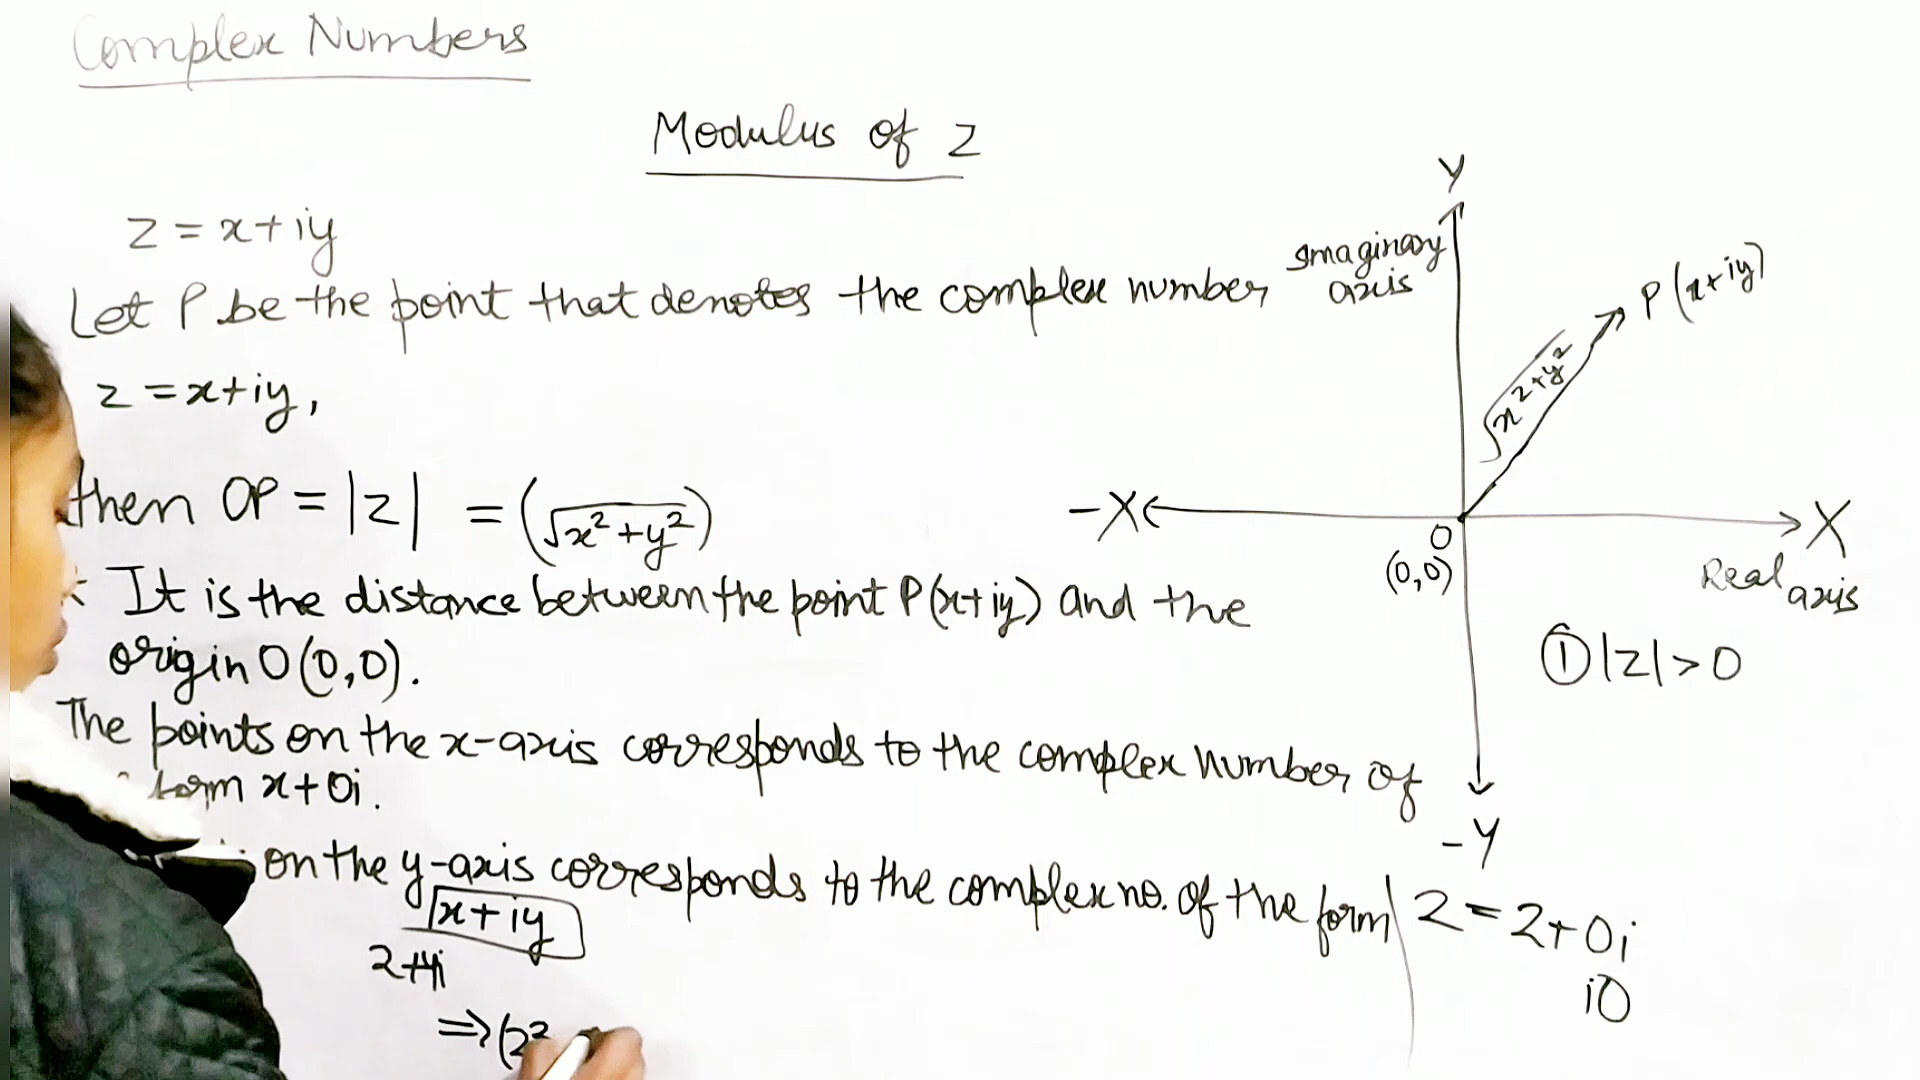 Complex Numbers
Modulus of z
z = x+iy
Let P be the point that denotes the complex number
z = x+iy,
then OP = |z| = (√x²+y²)
It is the distance between the point P(x+iy) and the
origin O(0,0).
The points on the x-axis corresponds to the complex number of
form x+0i.
on the y-axis corresponds to the complex no. of the form
√x+iy
2+4i
⇒(2²
Y
Imaginary
axis
P(x+iy)
√x²+y²
-X
X
O
(0,0)
Real
axis
① |z|>0
-Y
Z = 2+0i
i0